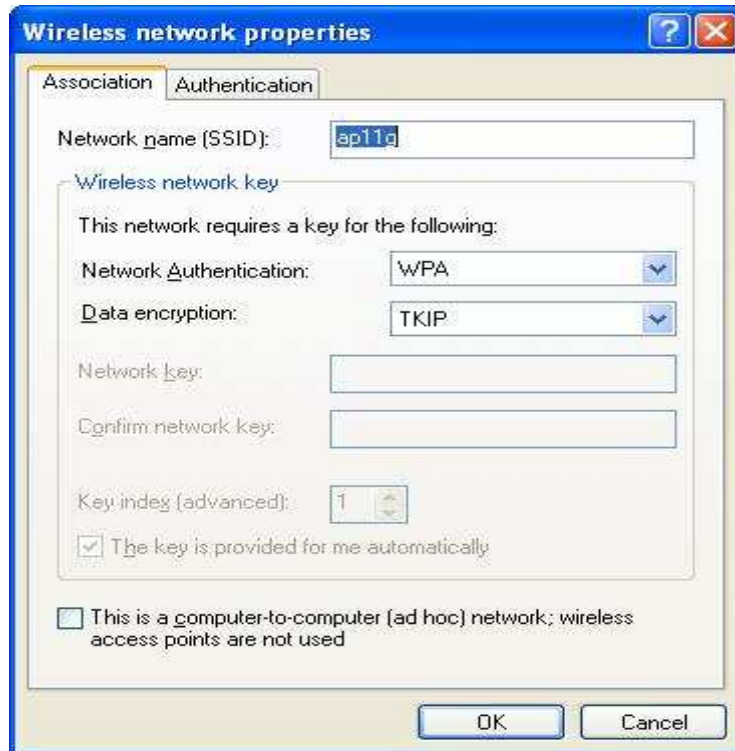 Wireless network properties
Association Authentication
Network name (SSID): ap11g
Wireless network key
This network requires a key for the following:
Network Authentication: WPA
Data encryption: TKIP
Network key:
Confirm network key:
Key index (advanced): 1
The key is provided for me automatically
This is a computer-to-computer (ad hoc) network; wireless
access points are not used
OK Cancel